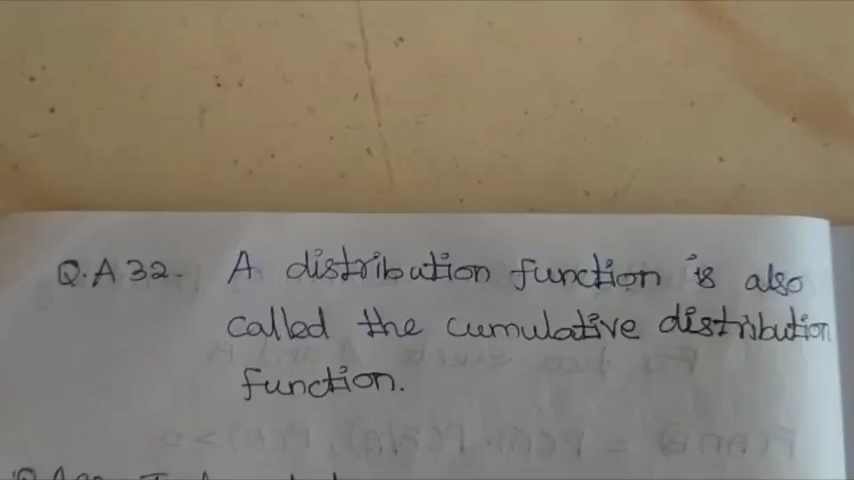 Q.A 32. A distribution function is also
called the cumulative distribution
function.